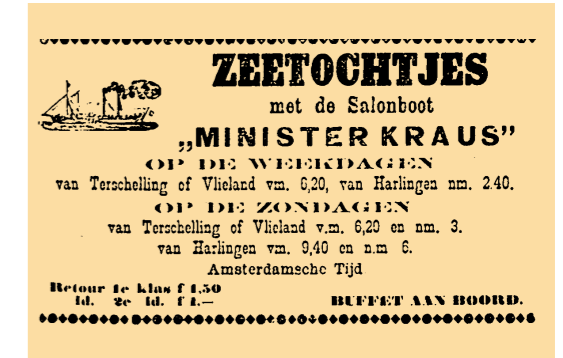 ZEETOCHTJES
met de Salonboot
„MINISTER KRAUS”
OP DE WEEKDAGEN
van Terschelling of Vlieland vm. 6,20, van Harlingen nm. 2.40.
OP DE ZONDAGEN
van Terschelling of Vlieland v.m. 6,20 en nm. 3.
van Harlingen vm. 9,40 en n.m 6.
Amsterdamsche Tijd
Retour 1e klas f 1,50
id. 2e id. f 1.—
BUFFET AAN BOORD.